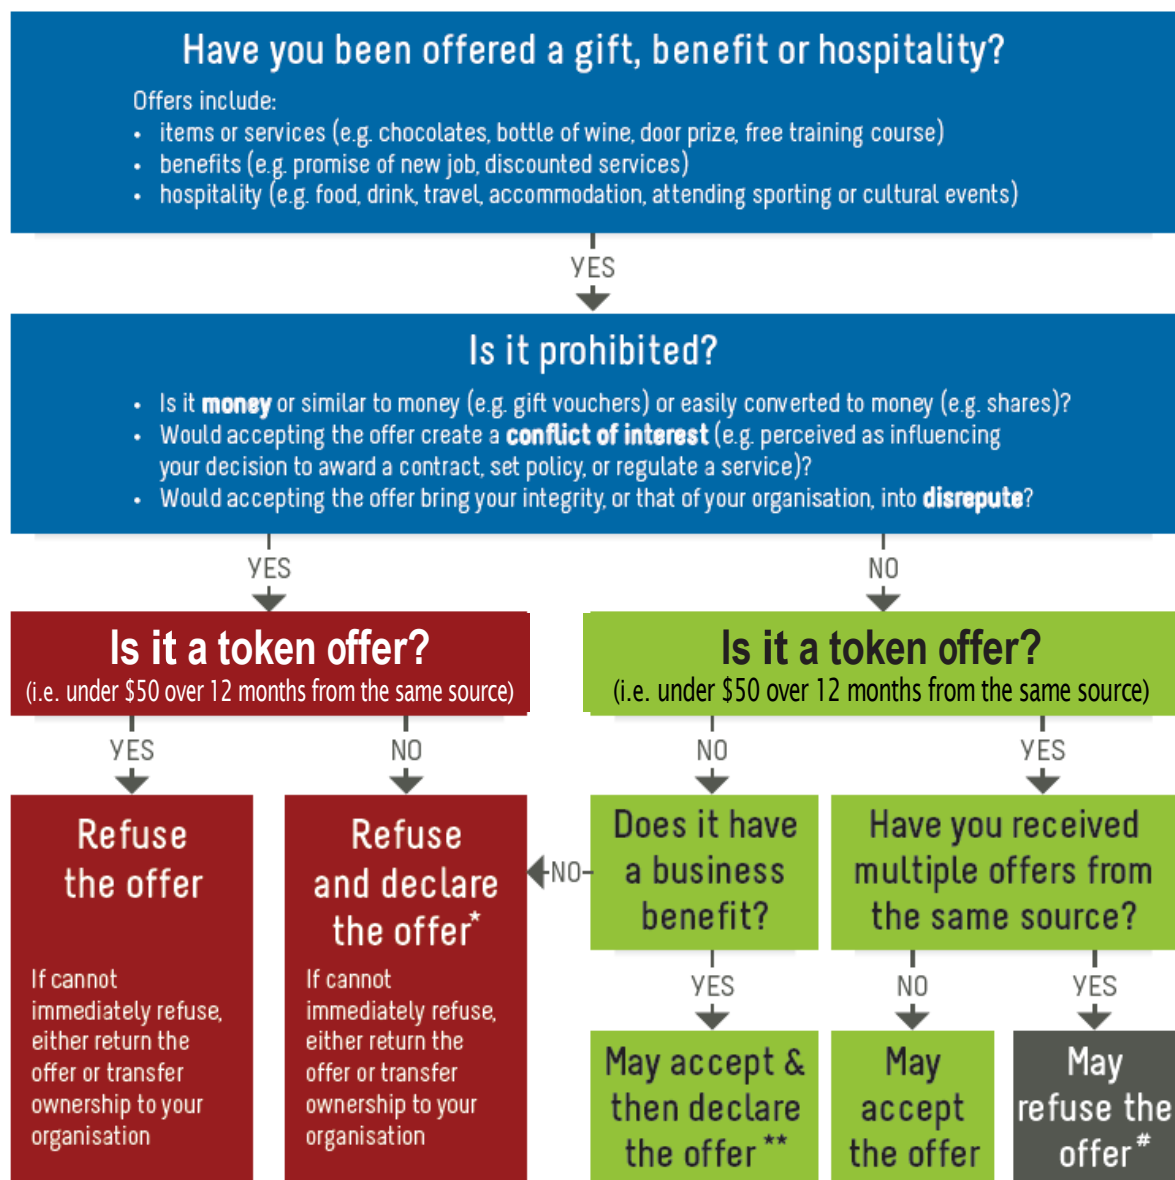 Have you been offered a gift, benefit or hospitality?
Offers include:
• items or services (e.g. chocolates, bottle of wine, door prize, free training course)
• benefits (e.g. promise of new job, discounted services)
• hospitality (e.g. food, drink, travel, accommodation, attending sporting or cultural events)
YES
Is it prohibited?
• Is it money or similar to money (e.g. gift vouchers) or easily converted to money (e.g. shares)?
• Would accepting the offer create a conflict of interest (e.g. perceived as influencing
your decision to award a contract, set policy, or regulate a service)?
• Would accepting the offer bring your integrity, or that of your organisation, into disrepute?
YES
NO
Is it a token offer?
(i.e. under $50 over 12 months from the same source)
Is it a token offer?
(i.e. under $50 over 12 months from the same source)
YES
NO
NO
YES
Refuse
the offer
If cannot
immediately refuse,
either return the
offer or transfer
ownership to your
organisation
Refuse
and declare
the offer*
If cannot
immediately refuse,
either return the
offer or transfer
ownership to your
organisation
NO
Does it have
a business
benefit?
Have you received
multiple offers from
the same source?
YES
NO
YES
May accept &
then declare
the offer **
May
accept
the offer
May
refuse the
offer #